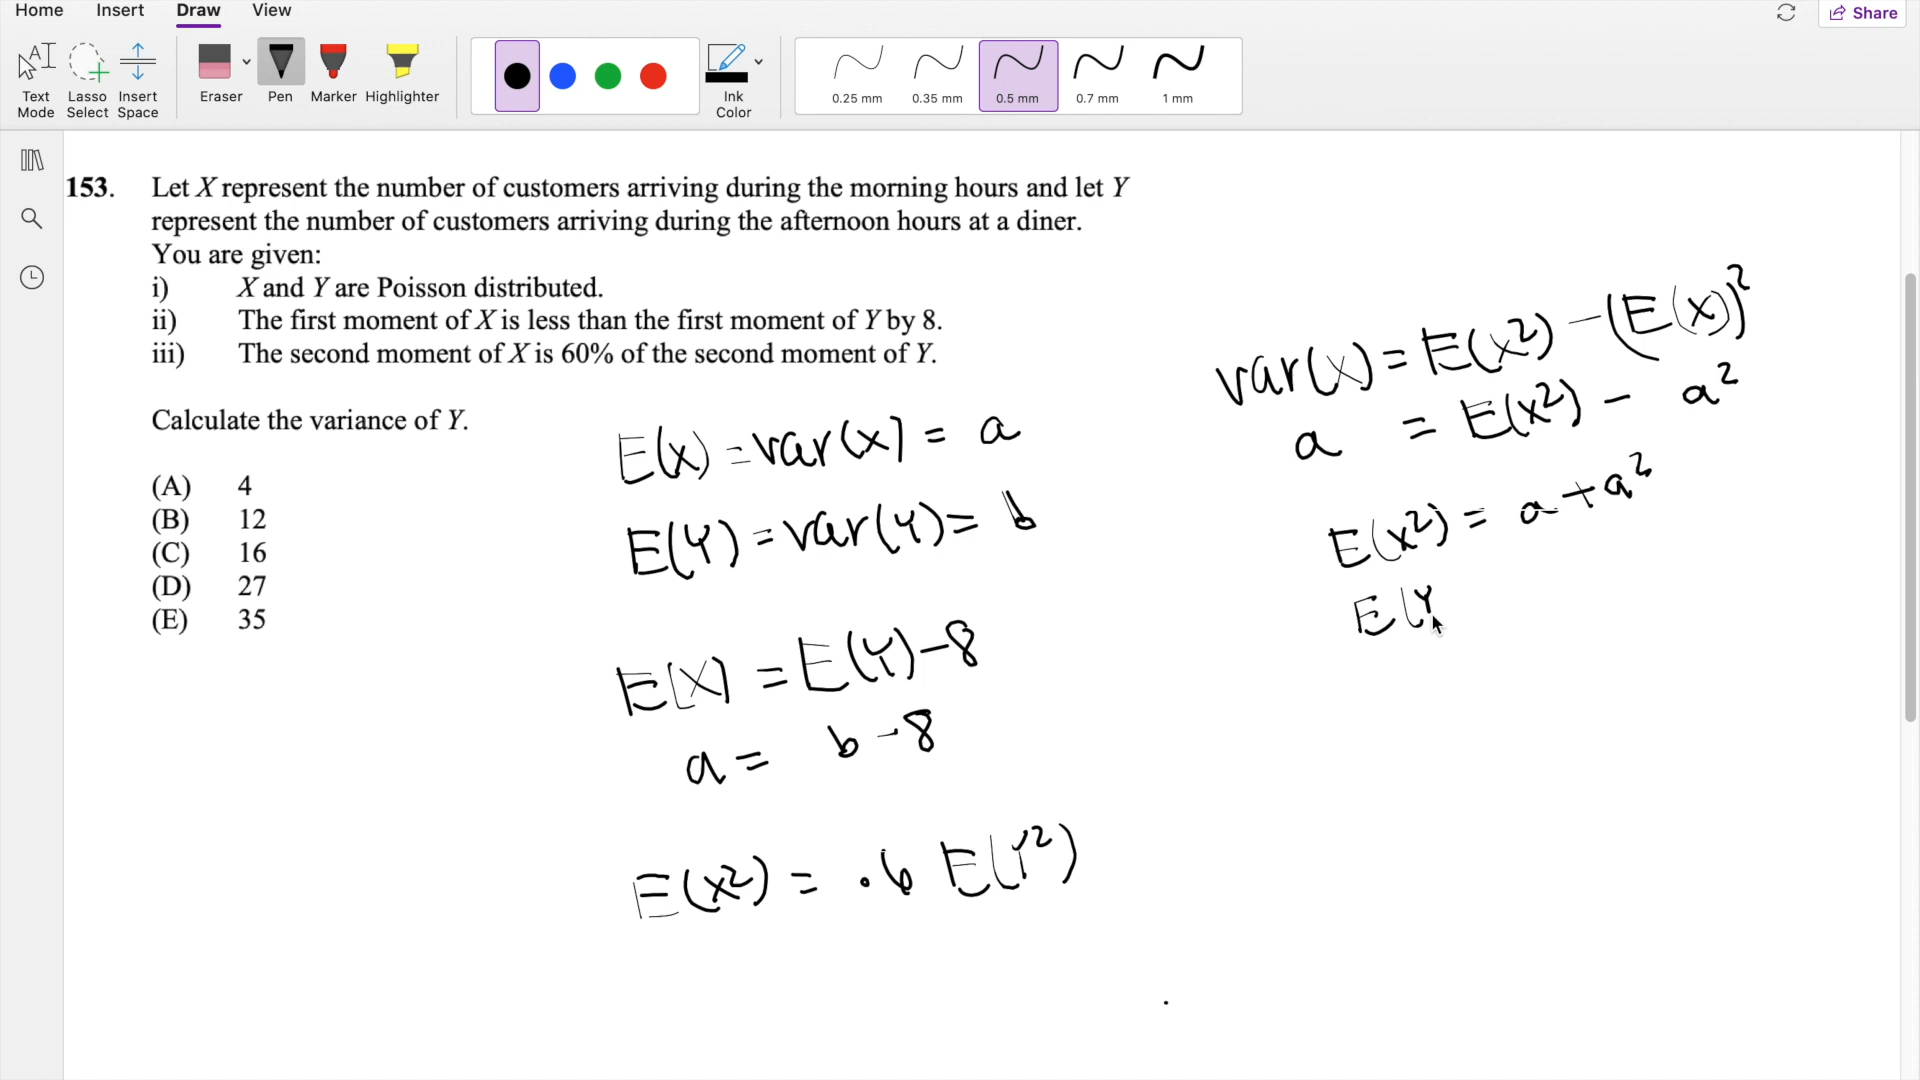 Home Insert Draw View
Share
Text Mode
Lasso Select
Insert Space
Eraser
Pen
Marker
Highlighter
Ink Color
0.25 mm
0.35 mm
0.5 mm
0.7 mm
1 mm
153. Let X represent the number of customers arriving during the morning hours and let Y
represent the number of customers arriving during the afternoon hours at a diner.
You are given:
i) X and Y are Poisson distributed.
ii) The first moment of X is less than the first moment of Y by 8.
iii) The second moment of X is 60% of the second moment of Y.
Calculate the variance of Y.
(A) 4
(B) 12
(C) 16
(D) 27
(E) 35
E(x) = var(x) = a
E(Y) = var(Y) = b
E(X) = E(Y) - 8
a = b - 8
E(x²) = .6 E(Y²)
var(x) = E(x²) - (E(x))²
a = E(x²) - a²
E(x²) = a + a²
E(Y